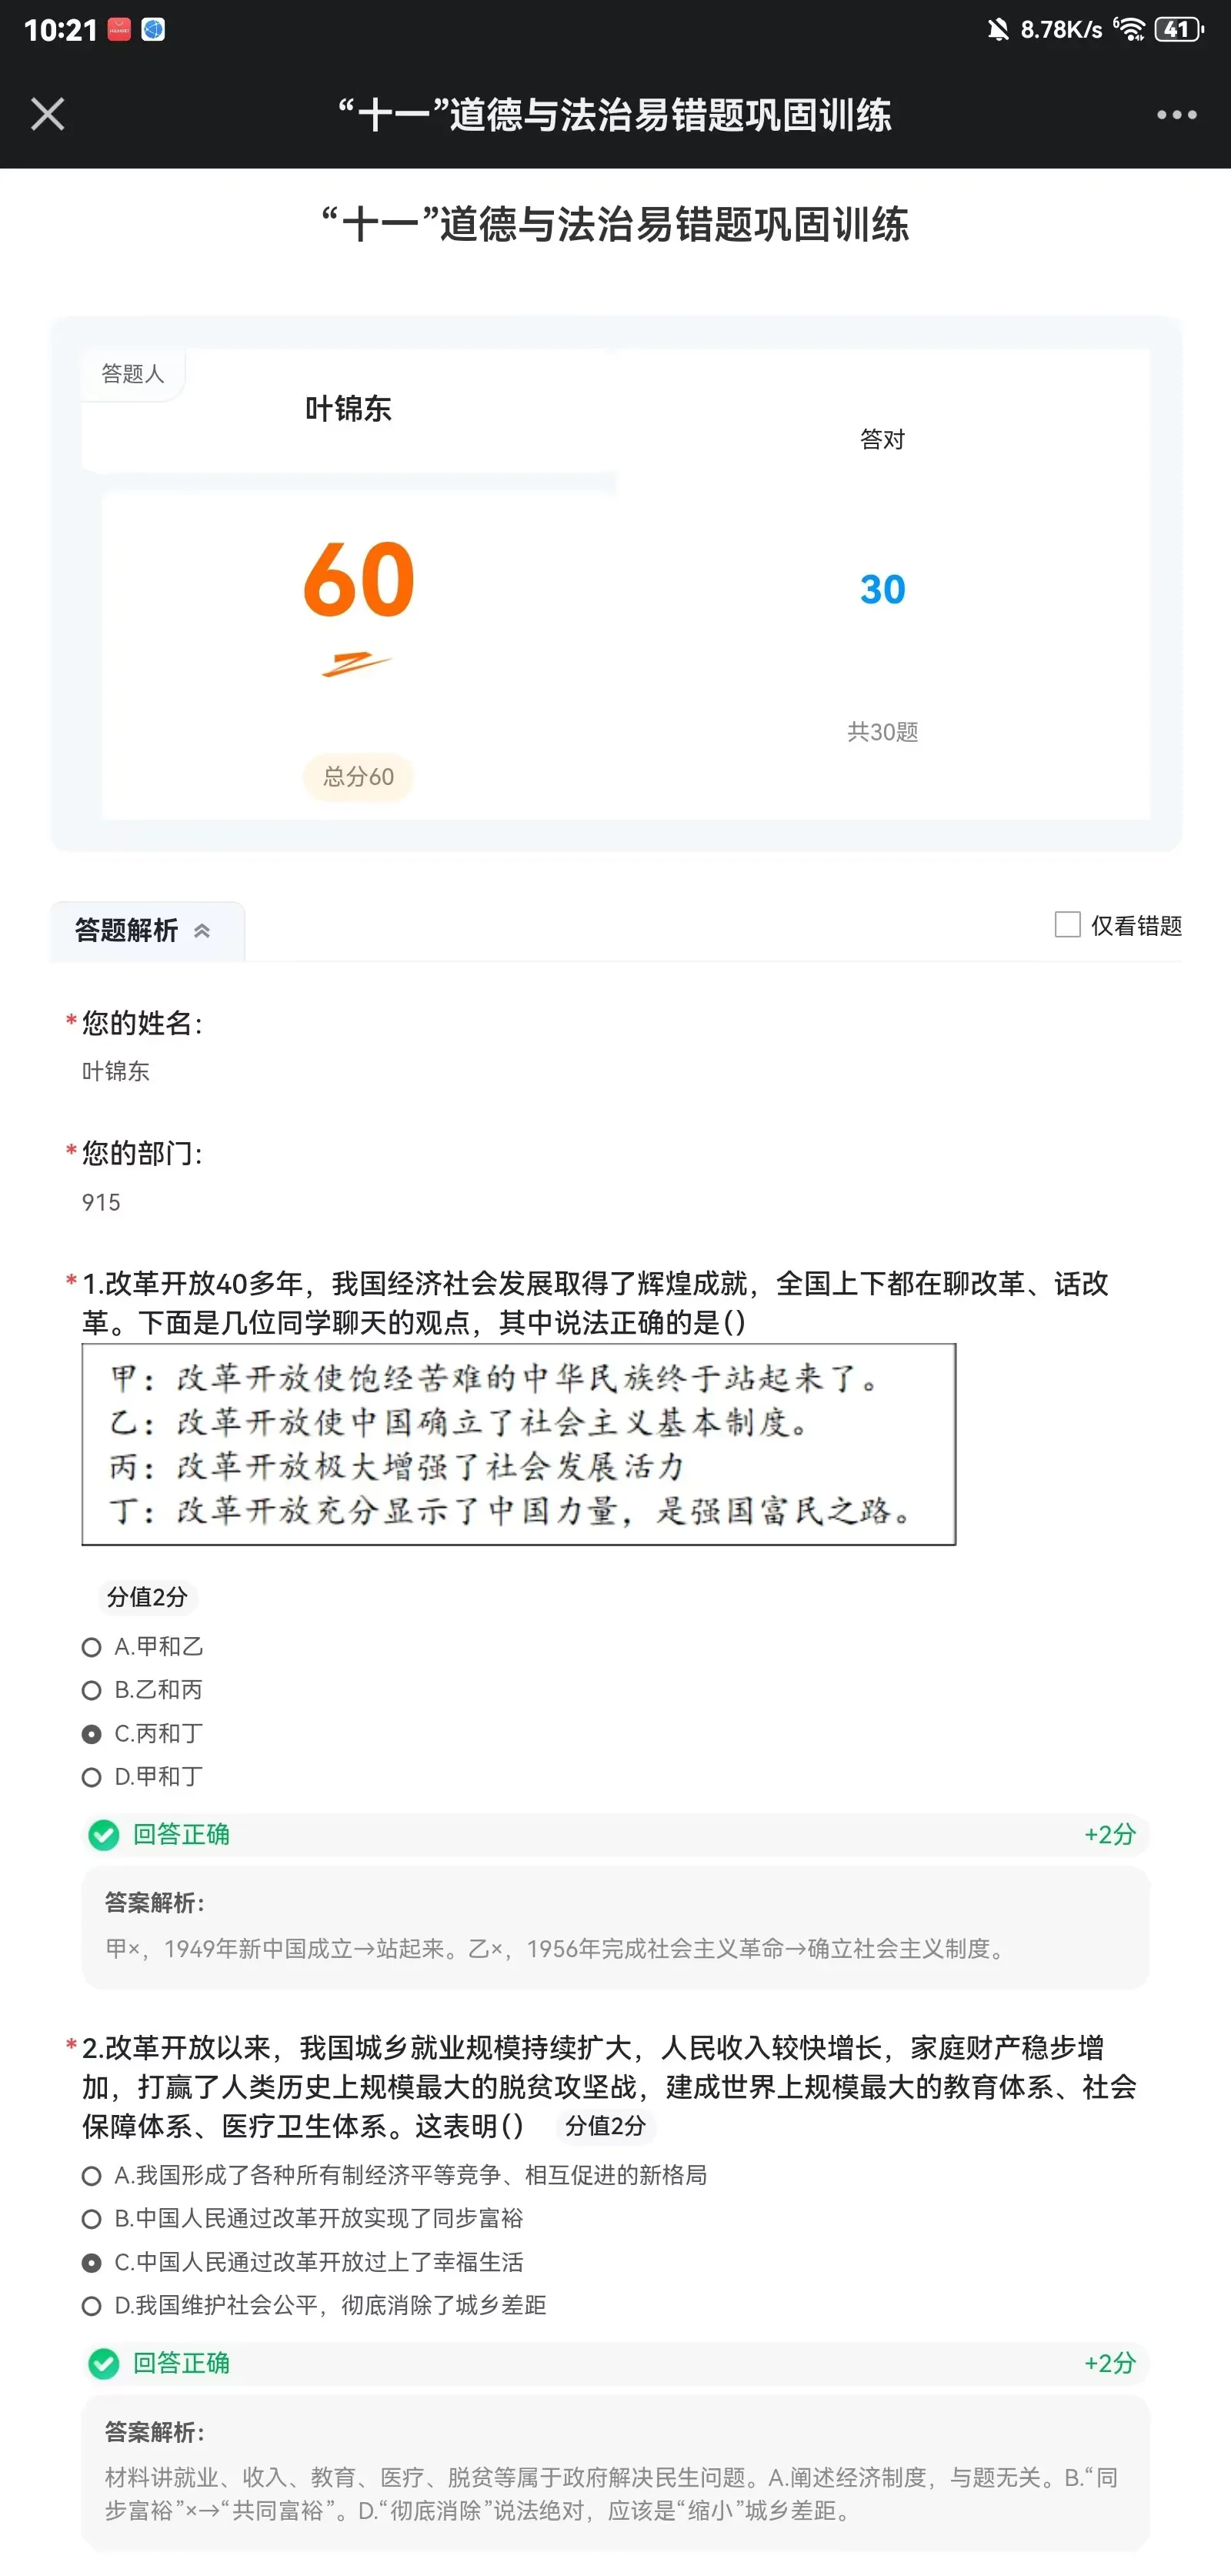 10:21
8.78K/s
6
41
“十一”道德与法治易错题巩固训练
“十一”道德与法治易错题巩固训练
答题人
叶锦东
答对
60
30
共30题
总分60
答题解析
仅看错题
*您的姓名:
叶锦东
*您的部门:
915
*1.改革开放40多年，我国经济社会发展取得了辉煌成就，全国上下都在聊改革、话改
革。下面是几位同学聊天的观点，其中说法正确的是()
甲：改革开放使饱经苦难的中华民族终于站起来了。
乙：改革开放使中国确立了社会主义基本制度。
丙：改革开放极大增强了社会发展活力
丁：改革开放充分显示了中国力量，是强国富民之路。
分值2分
A.甲和乙
B.乙和丙
C.丙和丁
D.甲和丁
回答正确 +2分
答案解析:
甲×，1949年新中国成立→站起来。乙×，1956年完成社会主义革命→确立社会主义制度。
*2.改革开放以来，我国城乡就业规模持续扩大，人民收入较快增长，家庭财产稳步增
加，打赢了人类历史上规模最大的脱贫攻坚战，建成世界上规模最大的教育体系、社会
保障体系、医疗卫生体系。这表明() 分值2分
A.我国形成了各种所有制经济平等竞争、相互促进的新格局
B.中国人民通过改革开放实现了同步富裕
C.中国人民通过改革开放过上了幸福生活
D.我国维护社会公平，彻底消除了城乡差距
回答正确 +2分
答案解析:
材料讲就业、收入、教育、医疗、脱贫等属于政府解决民生问题。A.阐述经济制度，与题无关。B.“同
步富裕”×→“共同富裕”。D.“彻底消除”说法绝对，应该是“缩小”城乡差距。